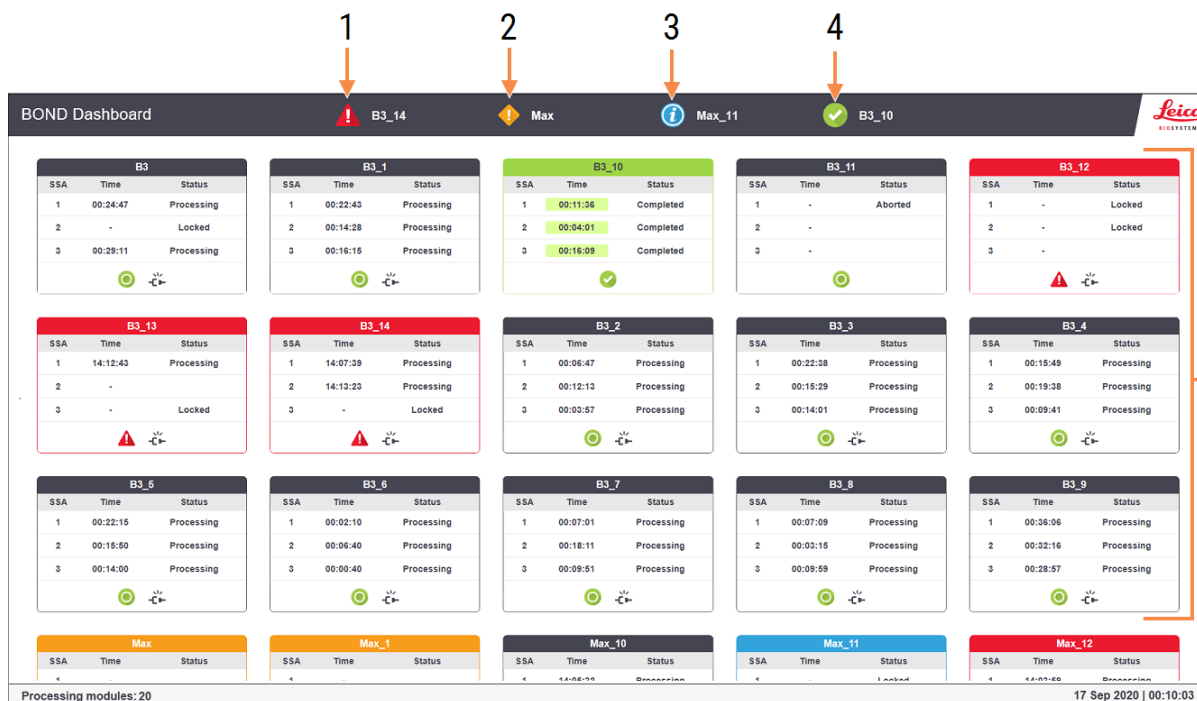 1 2 3 4
BOND Dashboard B3_14 Max Max_11 B3_10
B3 B3_1 B3_10 B3_11 B3_12
SSA Time Status SSA Time Status SSA Time Status SSA Time Status SSA Time Status
1 00:24:47 Processing 1 00:22:43 Processing 1 00:11:36 Completed 1 - Aborted 1 - Locked
2 - Locked 2 00:14:28 Processing 2 00:04:01 Completed 2 - 2 - Locked
3 00:29:11 Processing 3 00:16:15 Processing 3 00:16:09 Completed 3 - 3 -
B3_13 B3_14 B3_2 B3_3 B3_4
SSA Time Status SSA Time Status SSA Time Status SSA Time Status SSA Time Status
1 14:12:43 Processing 1 14:07:39 Processing 1 00:06:47 Processing 1 00:22:38 Processing 1 00:15:49 Processing
2 - 2 14:13:23 Processing 2 00:12:13 Processing 2 00:15:29 Processing 2 00:19:38 Processing
3 - Locked 3 - Locked 3 00:03:57 Processing 3 00:14:01 Processing 3 00:09:41 Processing
B3_5 B3_6 B3_7 B3_8 B3_9
SSA Time Status SSA Time Status SSA Time Status SSA Time Status SSA Time Status
1 00:22:15 Processing 1 00:02:10 Processing 1 00:07:01 Processing 1 00:07:09 Processing 1 00:36:06 Processing
2 00:15:50 Processing 2 00:06:40 Processing 2 00:18:11 Processing 2 00:03:15 Processing 2 00:32:16 Processing
3 00:14:00 Processing 3 00:00:40 Processing 3 00:09:51 Processing 3 00:09:59 Processing 3 00:28:57 Processing
Max Max_1 Max_10 Max_11 Max_12
SSA Time Status SSA Time Status SSA Time Status SSA Time Status SSA Time Status
Processing modules: 20 17 Sep 2020 | 00:10:03